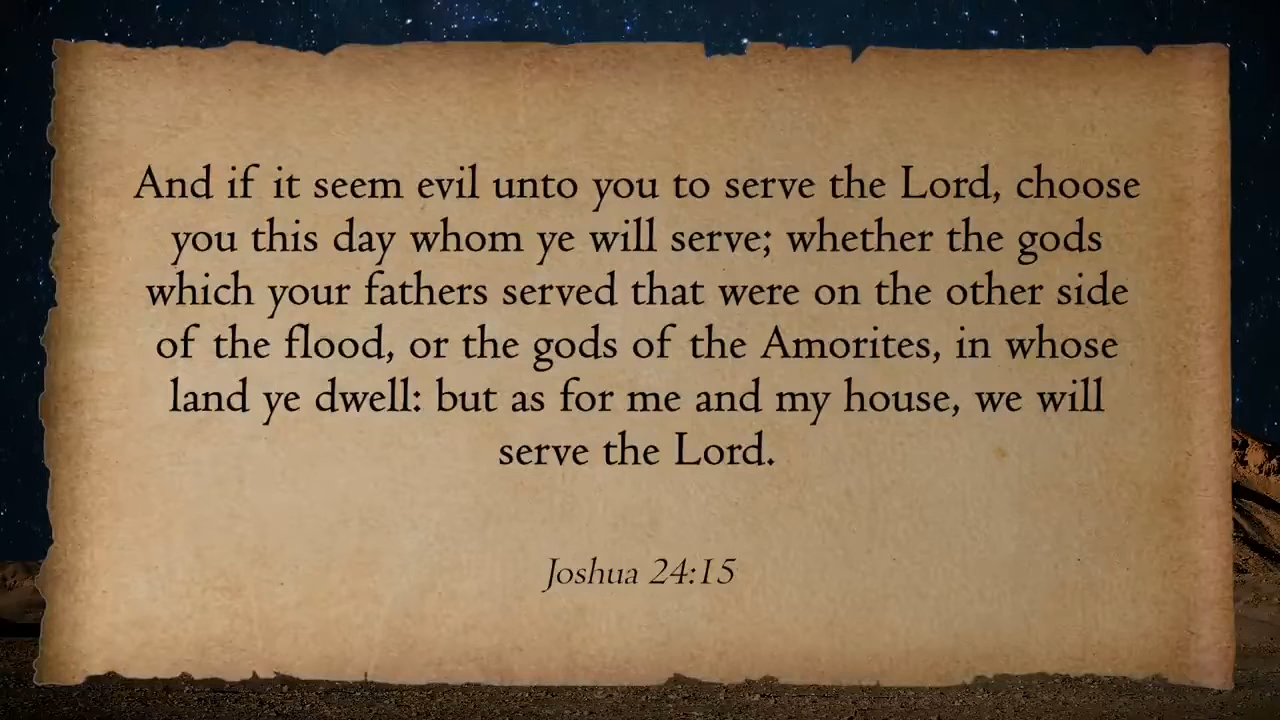 And if it seem evil unto you to serve the Lord, choose
you this day whom ye will serve; whether the gods
which your fathers served that were on the other side
of the flood, or the gods of the Amorites, in whose
land ye dwell: but as for me and my house, we will
serve the Lord.
Joshua 24:15